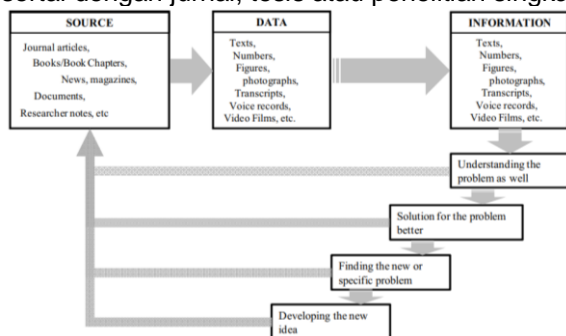 sertai dengan jurnal, tesis atau penelitian singka
SOURCE
Journal articles,
Books/Book Chapters,
News, magazines,
Documents,
Researcher notes, etc
DATA
Texts,
Numbers,
Figures,
photographs,
Transcripts,
Voice records,
Video Films, etc.
INFORMATION
Texts,
Numbers,
Figures,
photographs,
Transcripts,
Voice records,
Video Films, etc.
Understanding the
problem as well
Solution for the problem
better
Finding the new or
specific problem
Developing the new
idea